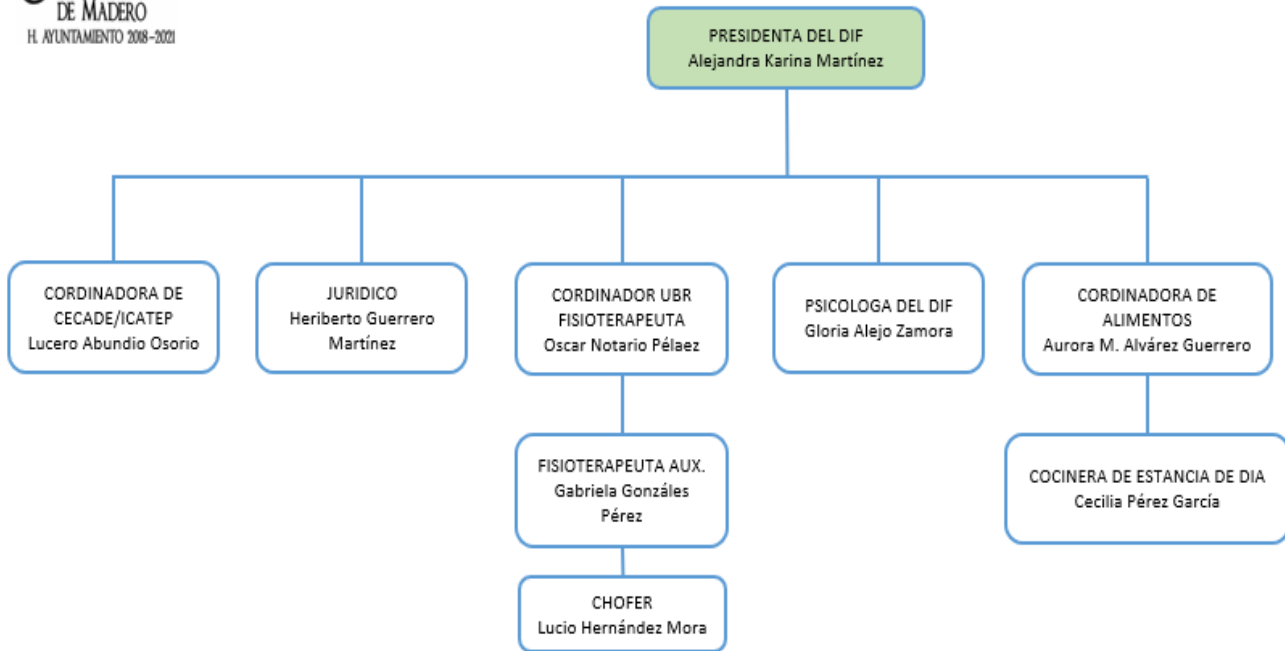 DE MADERO
H. AYUNTAMIENTO 2018-2021
PRESIDENTA DEL DIF
Alejandra Karina Martínez
CORDINADORA DE
CECADE/ICATEP
Lucero Abundio Osorio
JURIDICO
Heriberto Guerrero
Martínez
CORDINADOR UBR
FISIOTERAPEUTA
Oscar Notario Pélaez
PSICOLOGA DEL DIF
Gloria Alejo Zamora
CORDINADORA DE
ALIMENTOS
Aurora M. Alvárez Guerrero
FISIOTERAPEUTA AUX.
Gabriela Gonzáles
Pérez
COCINERA DE ESTANCIA DE DIA
Cecilia Pérez García
CHOFER
Lucio Hernández Mora